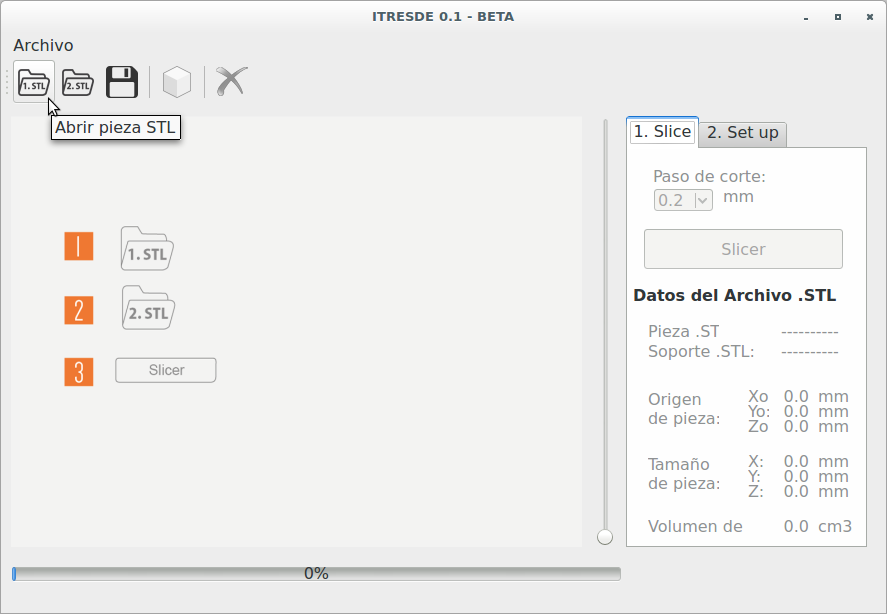 ITRESDE 0.1 - BETA
Archivo
1. STL
2. STL
Abrir pieza STL
1. Slice
2. Set up
Paso de corte:
0.2
mm
Slicer
1
1. STL
2
2. STL
3
Slicer
Datos del Archivo .STL
Pieza .ST ----------
Soporte .STL: ----------
Origen
de pieza:
Xo 0.0 mm
Yo: 0.0 mm
Zo 0.0 mm
Tamaño
de pieza:
X: 0.0 mm
Y: 0.0 mm
Z: 0.0 mm
Volumen de 0.0 cm3
0%